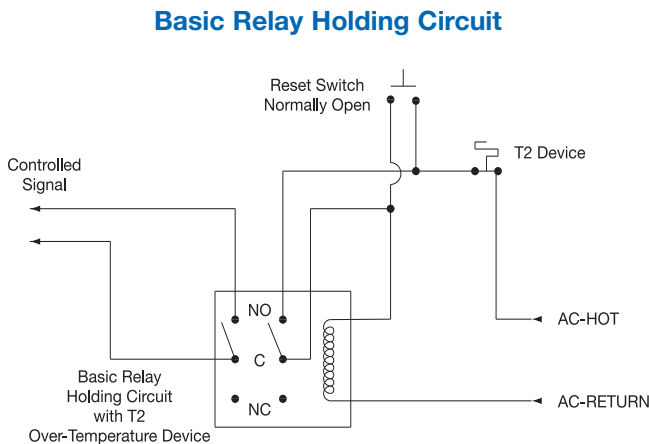 Basic Relay Holding Circuit
Reset Switch
Normally Open
T2 Device
Controlled
Signal
NO
C
NC
AC-HOT
AC-RETURN
Basic Relay
Holding Circuit
with T2
Over-Temperature Device